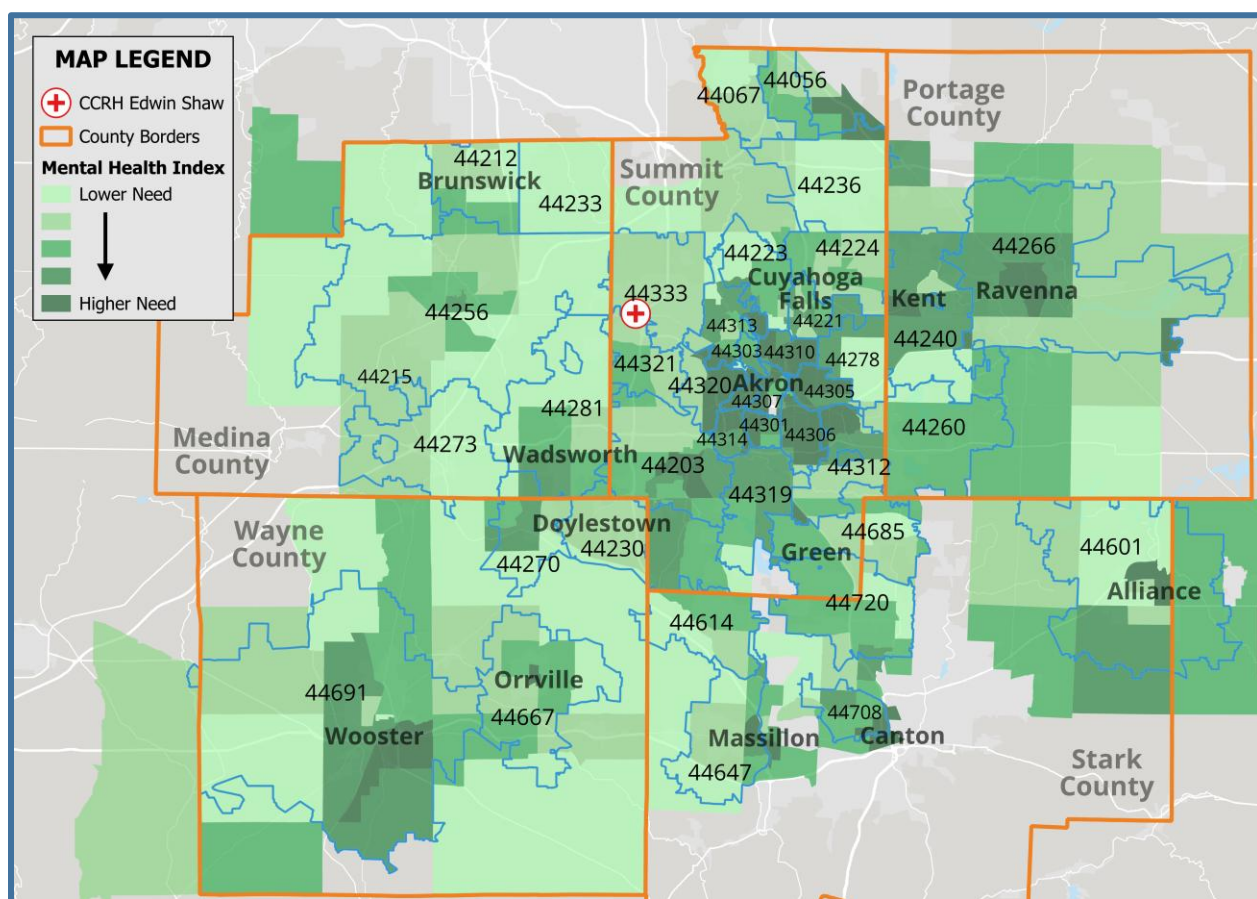 MAP LEGEND
CCRH Edwin Shaw
County Borders
Mental Health Index
Lower Need
Higher Need
44067
44056
Portage
County
44212
Brunswick
44233
Summit
County
44236
44223
44224
44266
Cuyahoga
Falls
Kent
Ravenna
44333
44256
44313
44221
44240
44303
44310
44278
44321
44215
44320
Akron
44307
44305
44281
44260
44301
44306
44314
Medina
County
44273
Wadsworth
44203
44312
44319
Wayne
County
Doylestown
44230
44270
Green
44685
44601
Alliance
44720
44614
44691
Orrville
44667
Wooster
44708
Massillon
Canton
44647
Stark
County